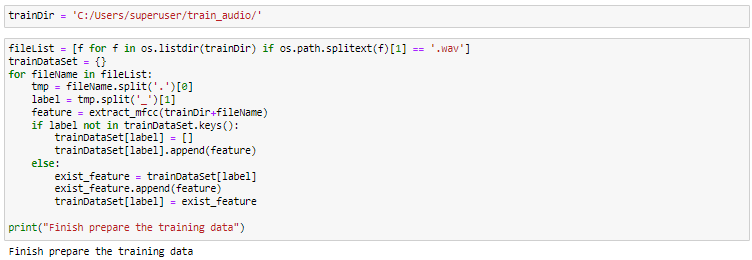 trainDir = 'C:/Users/superuser/train_audio/'
fileList = [f for f in os.listdir(trainDir) if os.path.splitext(f)[1] == '.wav']
trainDataSet = {}
for fileName in fileList:
    tmp = fileName.split('.')[0]
    label = tmp.split('_')[1]
    feature = extract_mfcc(trainDir+fileName)
    if label not in trainDataSet.keys():
        trainDataSet[label] = []
        trainDataSet[label].append(feature)
    else:
        exist_feature = trainDataSet[label]
        exist_feature.append(feature)
        trainDataSet[label] = exist_feature
print("Finish prepare the training data")
Finish prepare the training data